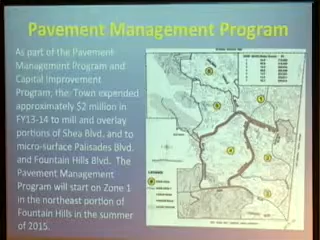 Pavement Management Program
As part of the Pavement
Management Program and
Capital Improvement
Program, the Town expended
approximately $2 million in
FY13-14 to mill and overlay
portions of Shea Blvd. and to
micro-surface Palisades Blvd.
and Fountain Hills Blvd. The
Pavement Management
Program will start on Zone 1
in the northeast portion of
Fountain Hills in the summer
of 2015.